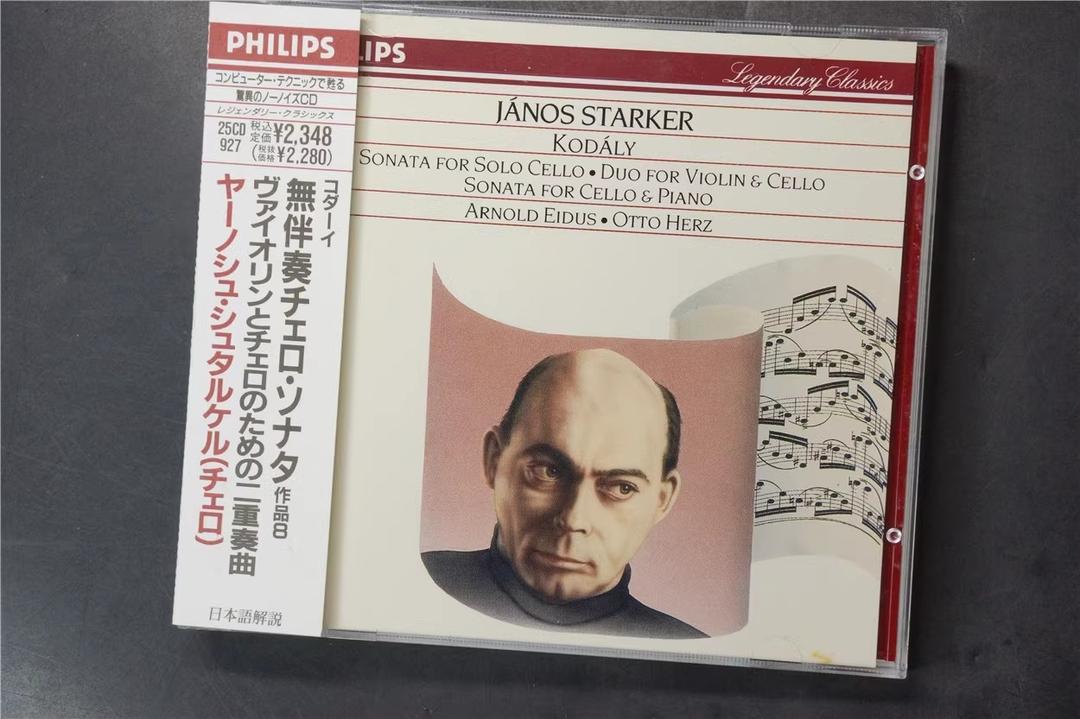 PHILIPS
コンピューター・テクニックで甦る
驚異のノーノイズCD
レジェンダリー・クラシックス
25CD
927
税込
定価 ¥2,348
(税抜
価格 ¥2,280)
コダーイ
無伴奏チェロ・ソナタ 作品8
ヴァイオリンとチェロのための二重奏曲
ヤーノシュ・シュタルケル(チェロ)
日本語解説
LIPS
Legendary Classics
JÁNOS STARKER
KODÁLY
SONATA FOR SOLO CELLO • DUO FOR VIOLIN & CELLO
SONATA FOR CELLO & PIANO
ARNOLD EIDUS • OTTO HERZ